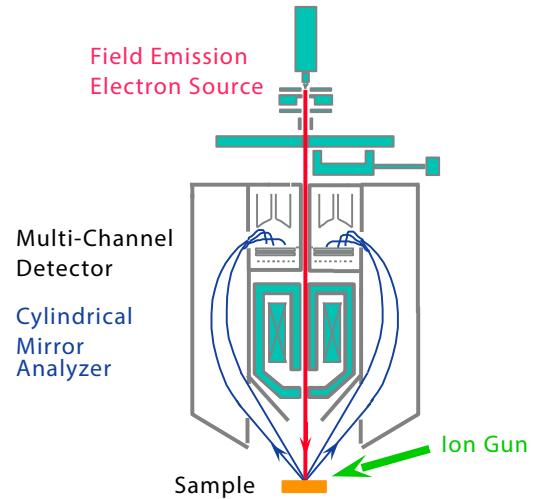 Field Emission
Electron Source
Multi-Channel
Detector
Cylindrical
Mirror
Analyzer
Ion Gun
Sample